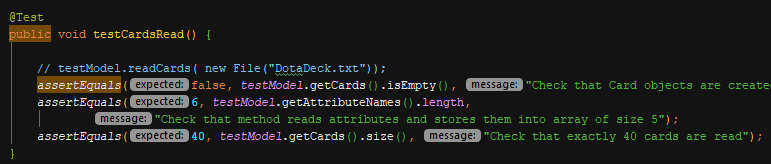 @Test
public void testCardsRead() {
// testModel.readCards( new File("DotaDeck.txt"));
assertEquals( expected: false, testModel.getCards().isEmpty(), message: "Check that Card objects are created
assertEquals( expected: 6, testModel.getAttributeNames().length,
message: "Check that method reads attributes and stores them into array of size 5");
assertEquals( expected: 40, testModel.getCards().size(), message: "Check that exactly 40 cards are read");
}